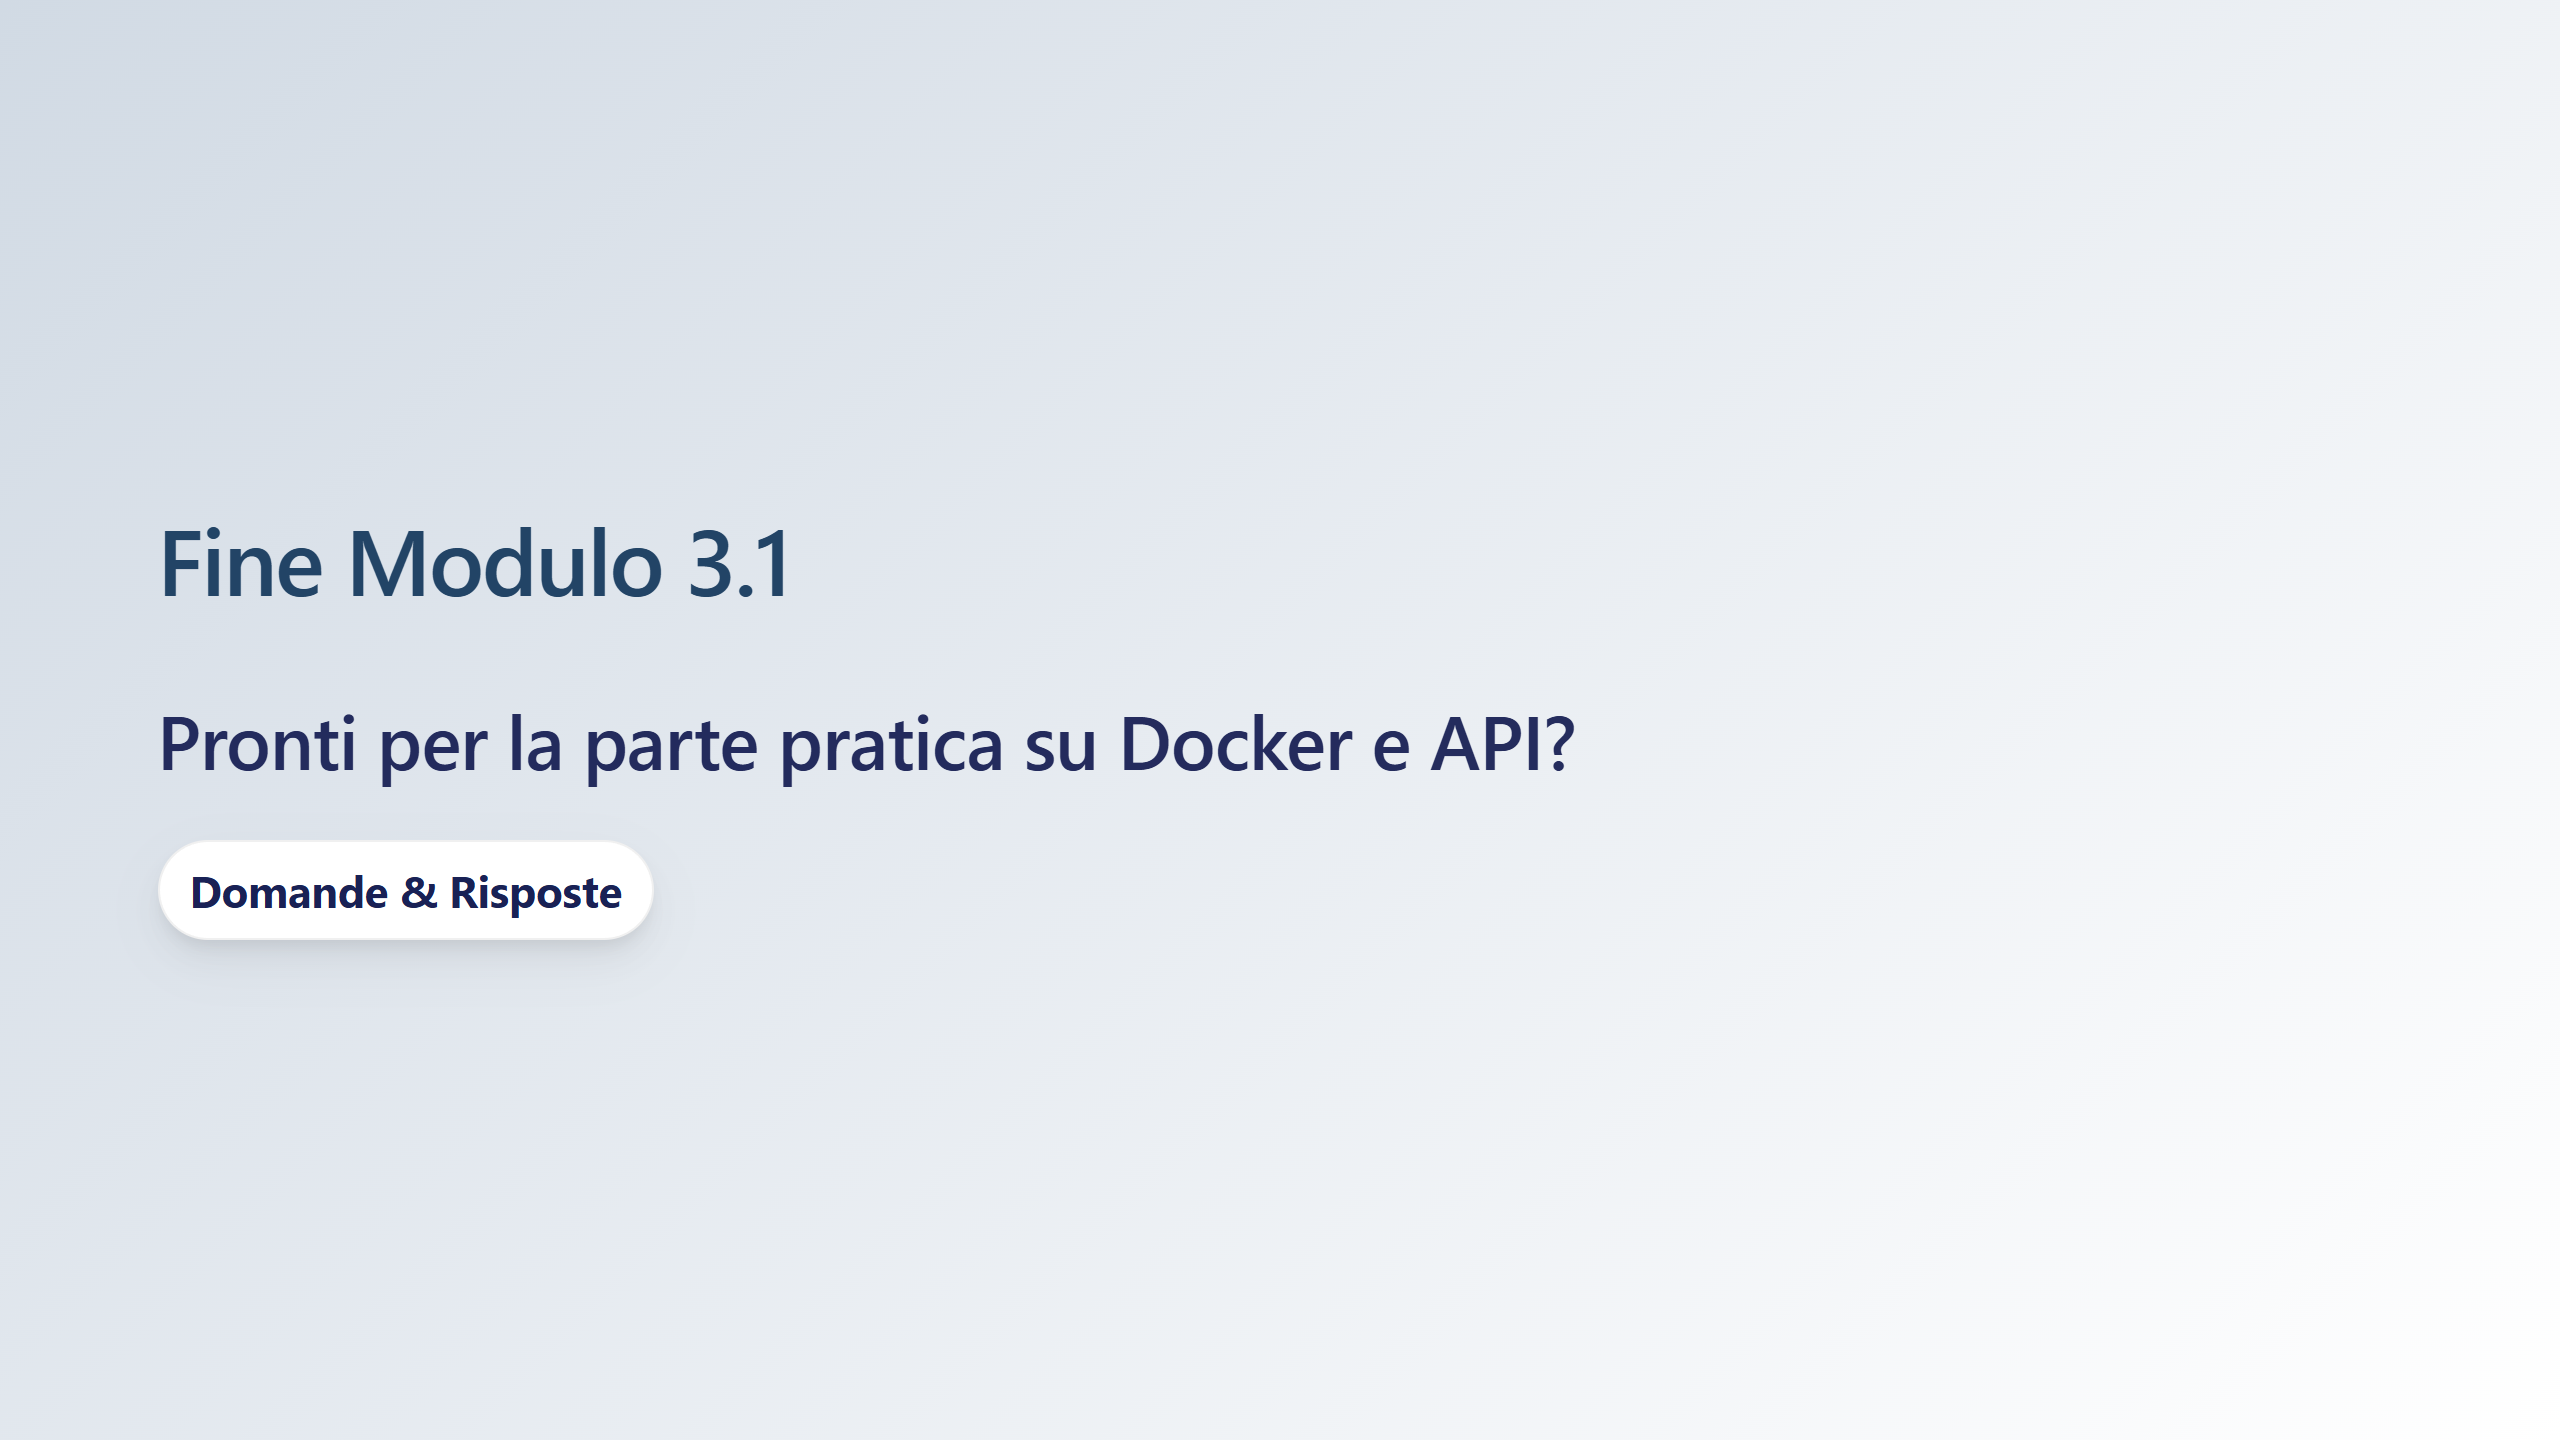 Fine Modulo 3.1
Pronti per la parte pratica su Docker e API?
Domande & Risposte